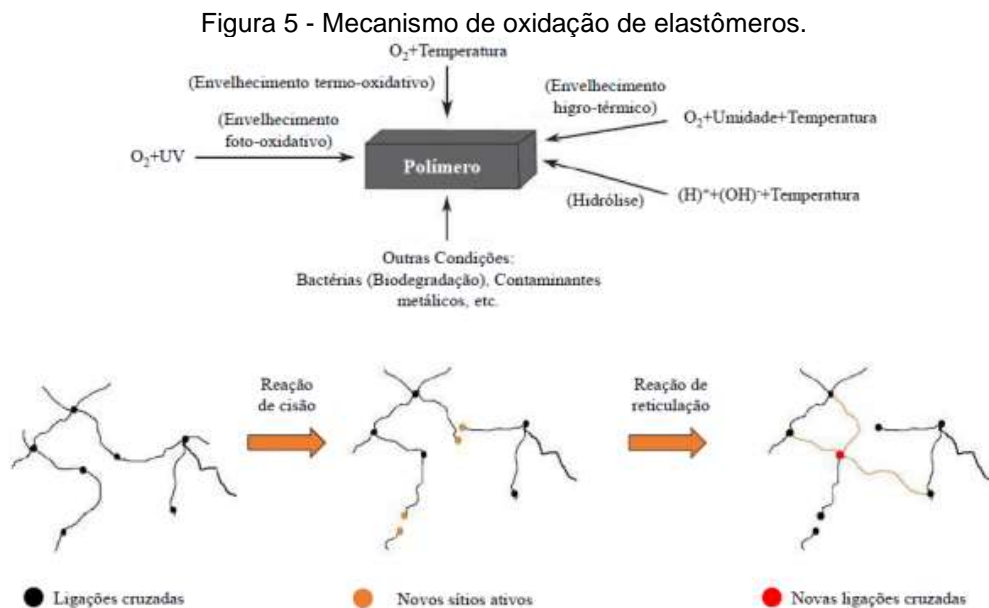 Figura 5 - Mecanismo de oxidação de elastômeros.
O₂+Temperatura
(Envelhecimento termo-oxidativo)
(Envelhecimento
higro-térmico)
O₂+Umidade+Temperatura
(Envelhecimento
foto-oxidativo)
O₂+UV
Polímero
(Hidrólise)
(H)⁺+(OH)⁻+Temperatura
Outras Condições:
Bactérias (Biodegradação), Contaminantes
metálicos, etc.
Reação
de cisão
Reação de
reticulação
Ligações cruzadas
Novos sítios ativos
Novas ligações cruzadas